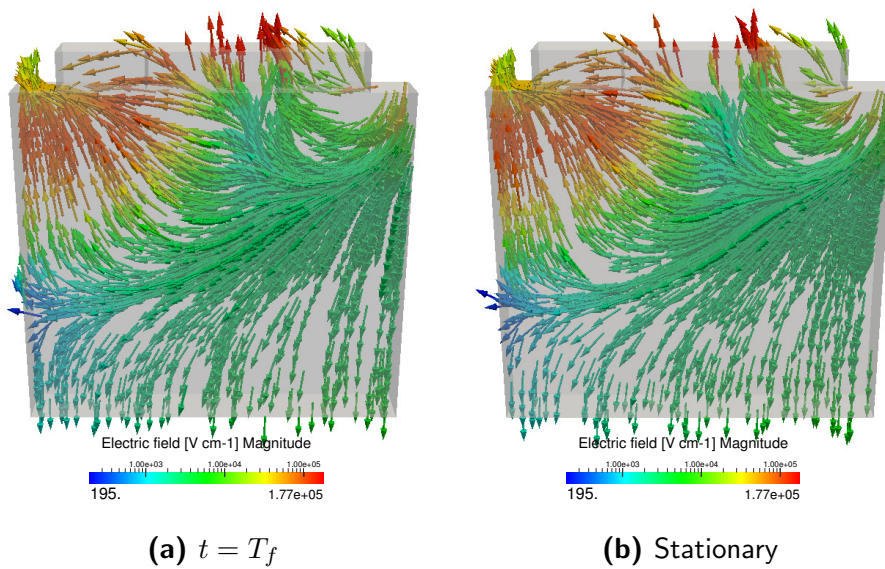 Electric field [V cm-1] Magnitude
1.00e+03 1.00e+04 1.00e+05
195. 1.77e+05
(a) t = T_f
Electric field [V cm-1] Magnitude
1.00e+03 1.00e+04 1.00e+05
195. 1.77e+05
(b) Stationary